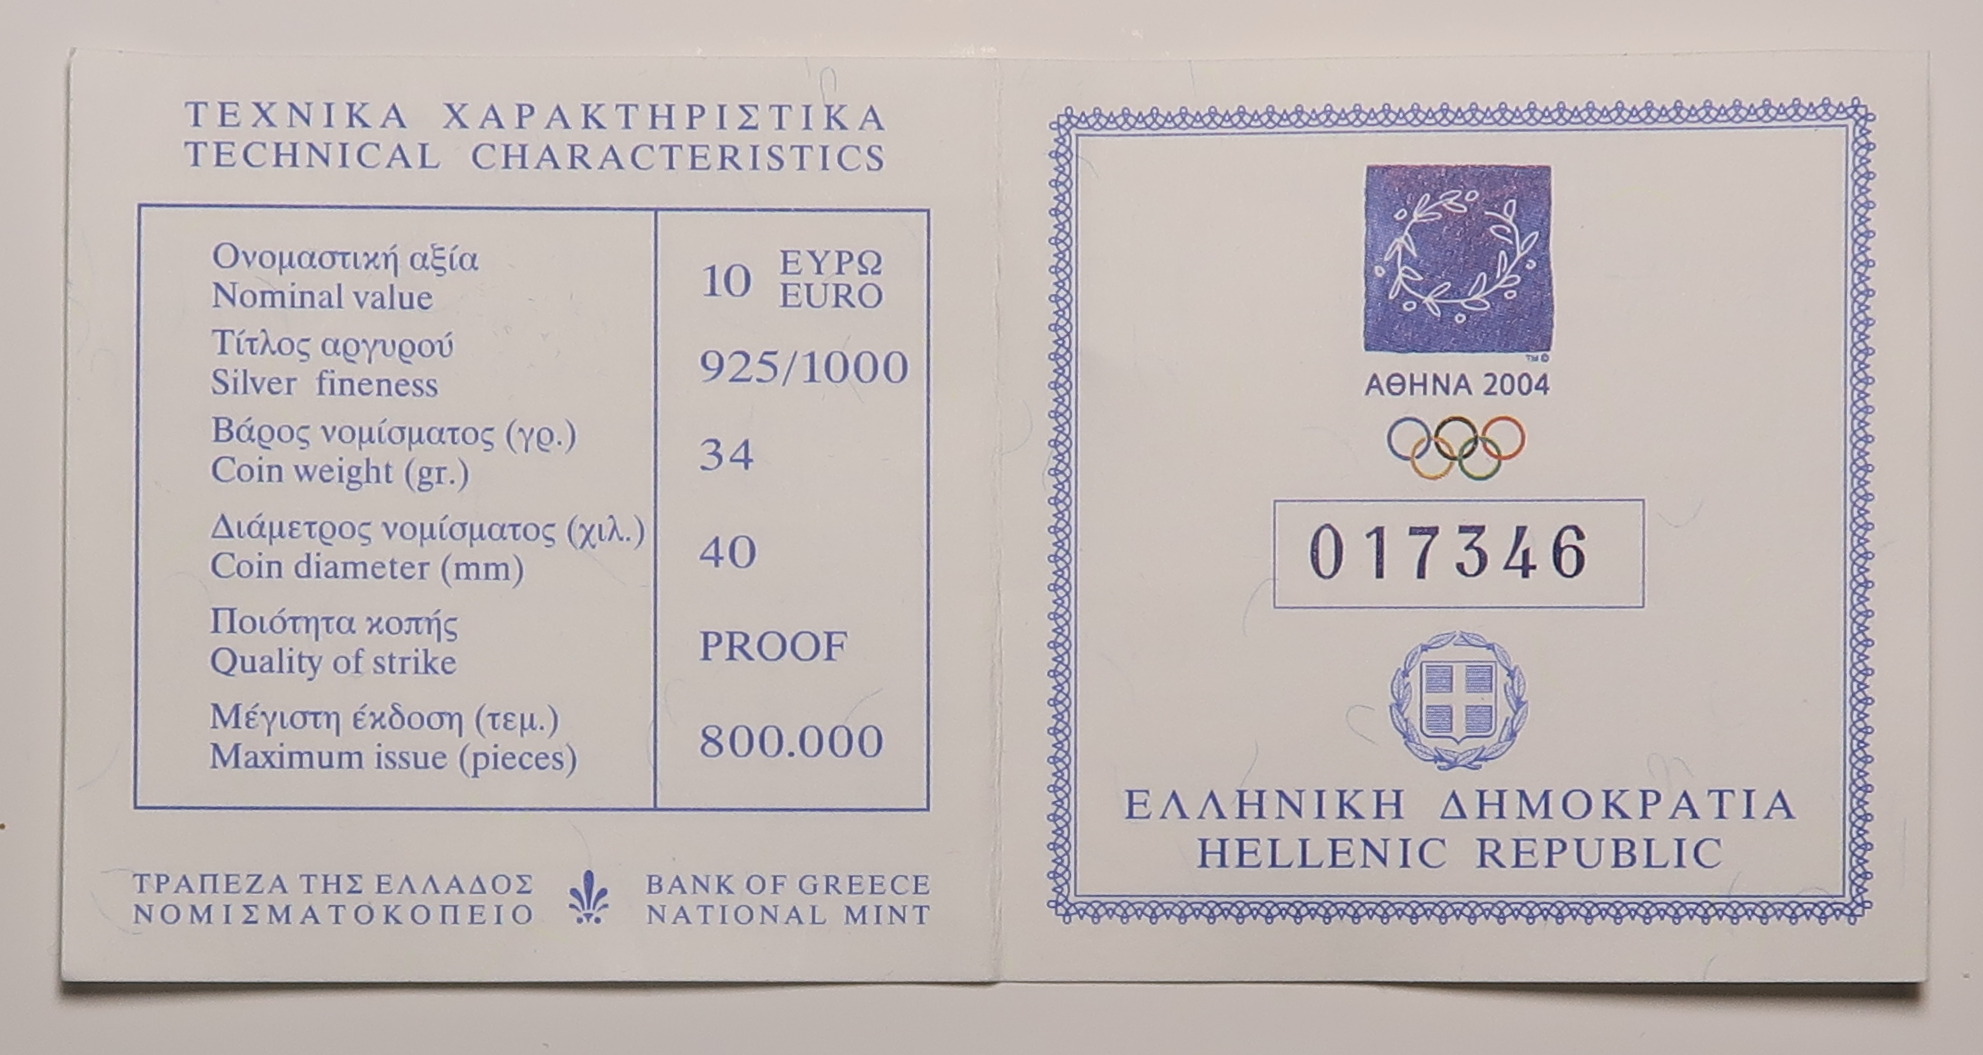 ΤΕΧΝΙΚΑ ΧΑΡΑΚΤΗΡΙΣΤΙΚΑ
TECHNICAL CHARACTERISTICS
Ονομαστική αξία
Nominal value
10 ΕΥΡΩ
EURO
Τίτλος αργυρού
Silver fineness
925/1000
Βάρος νομίσματος (γρ.)
Coin weight (gr.)
34
Διάμετρος νομίσματος (χιλ.)
Coin diameter (mm)
40
Ποιότητα κοπής
Quality of strike
PROOF
Μέγιστη έκδοση (τεμ.)
Maximum issue (pieces)
800.000
ΤΡΑΠΕΖΑ ΤΗΣ ΕΛΛΑΔΟΣ
ΝΟΜΙΣΜΑΤΟΚΟΠΕΙΟ
BANK OF GREECE
NATIONAL MINT
TM ©
ΑΘΗΝΑ 2004
017346
ΕΛΛΗΝΙΚΗ ΔΗΜΟΚΡΑΤΙΑ
HELLENIC REPUBLIC